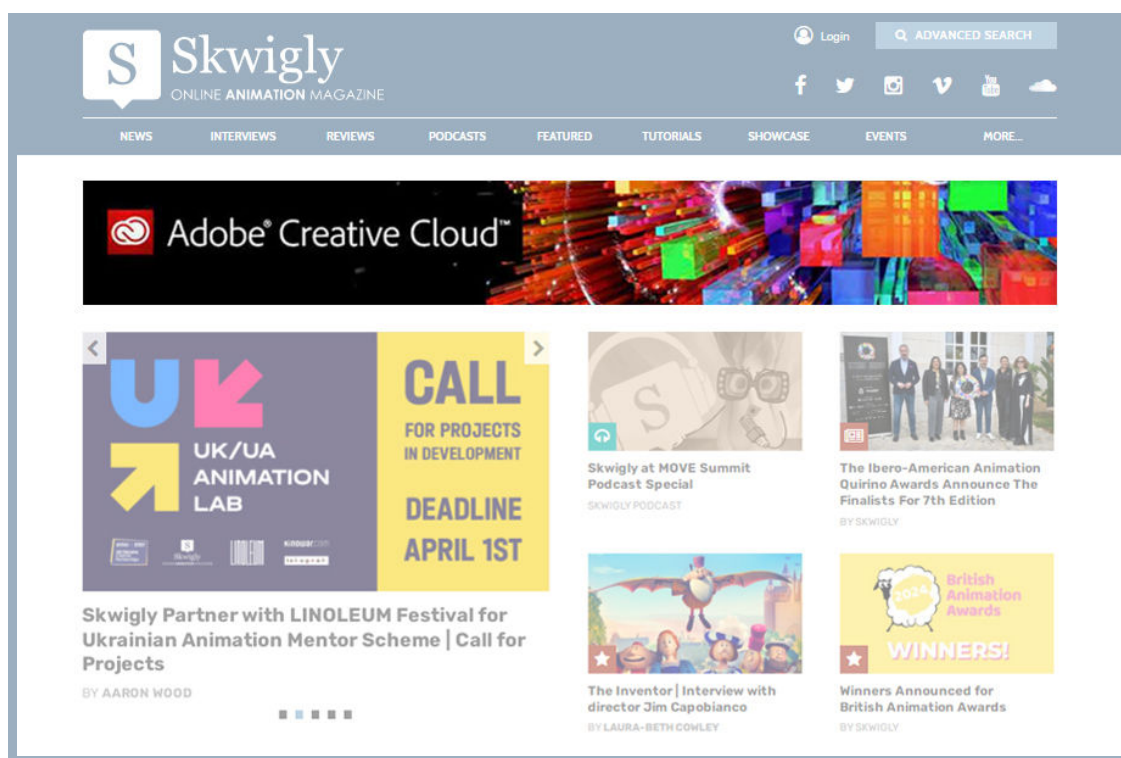 S
Skwigly
ONLINE ANIMATION MAGAZINE
Login
ADVANCED SEARCH
NEWS INTERVIEWS REVIEWS PODCASTS FEATURED TUTORIALS SHOWCASE EVENTS MORE...
Adobe® Creative Cloud™
UK
UK/UA
ANIMATION
LAB
Skwigly
LINOLEUM
CALL
FOR PROJECTS
IN DEVELOPMENT
DEADLINE
APRIL 1ST
Skwigly Partner with LINOLEUM Festival for
Ukrainian Animation Mentor Scheme | Call for
Projects
BY AARON WOOD
S
Skwigly at MOVE Summit
Podcast Special
SKWIGLY PODCAST
The Ibero-American Animation
Quirino Awards Announce The
Finalists For 7th Edition
BY SKWIGLY
The Inventor | Interview with
director Jim Capobianco
BY LAURA-BETH COWLEY
2024
British
Animation
Awards
WINNERS!
Winners Announced for
British Animation Awards
BY SKWIGLY